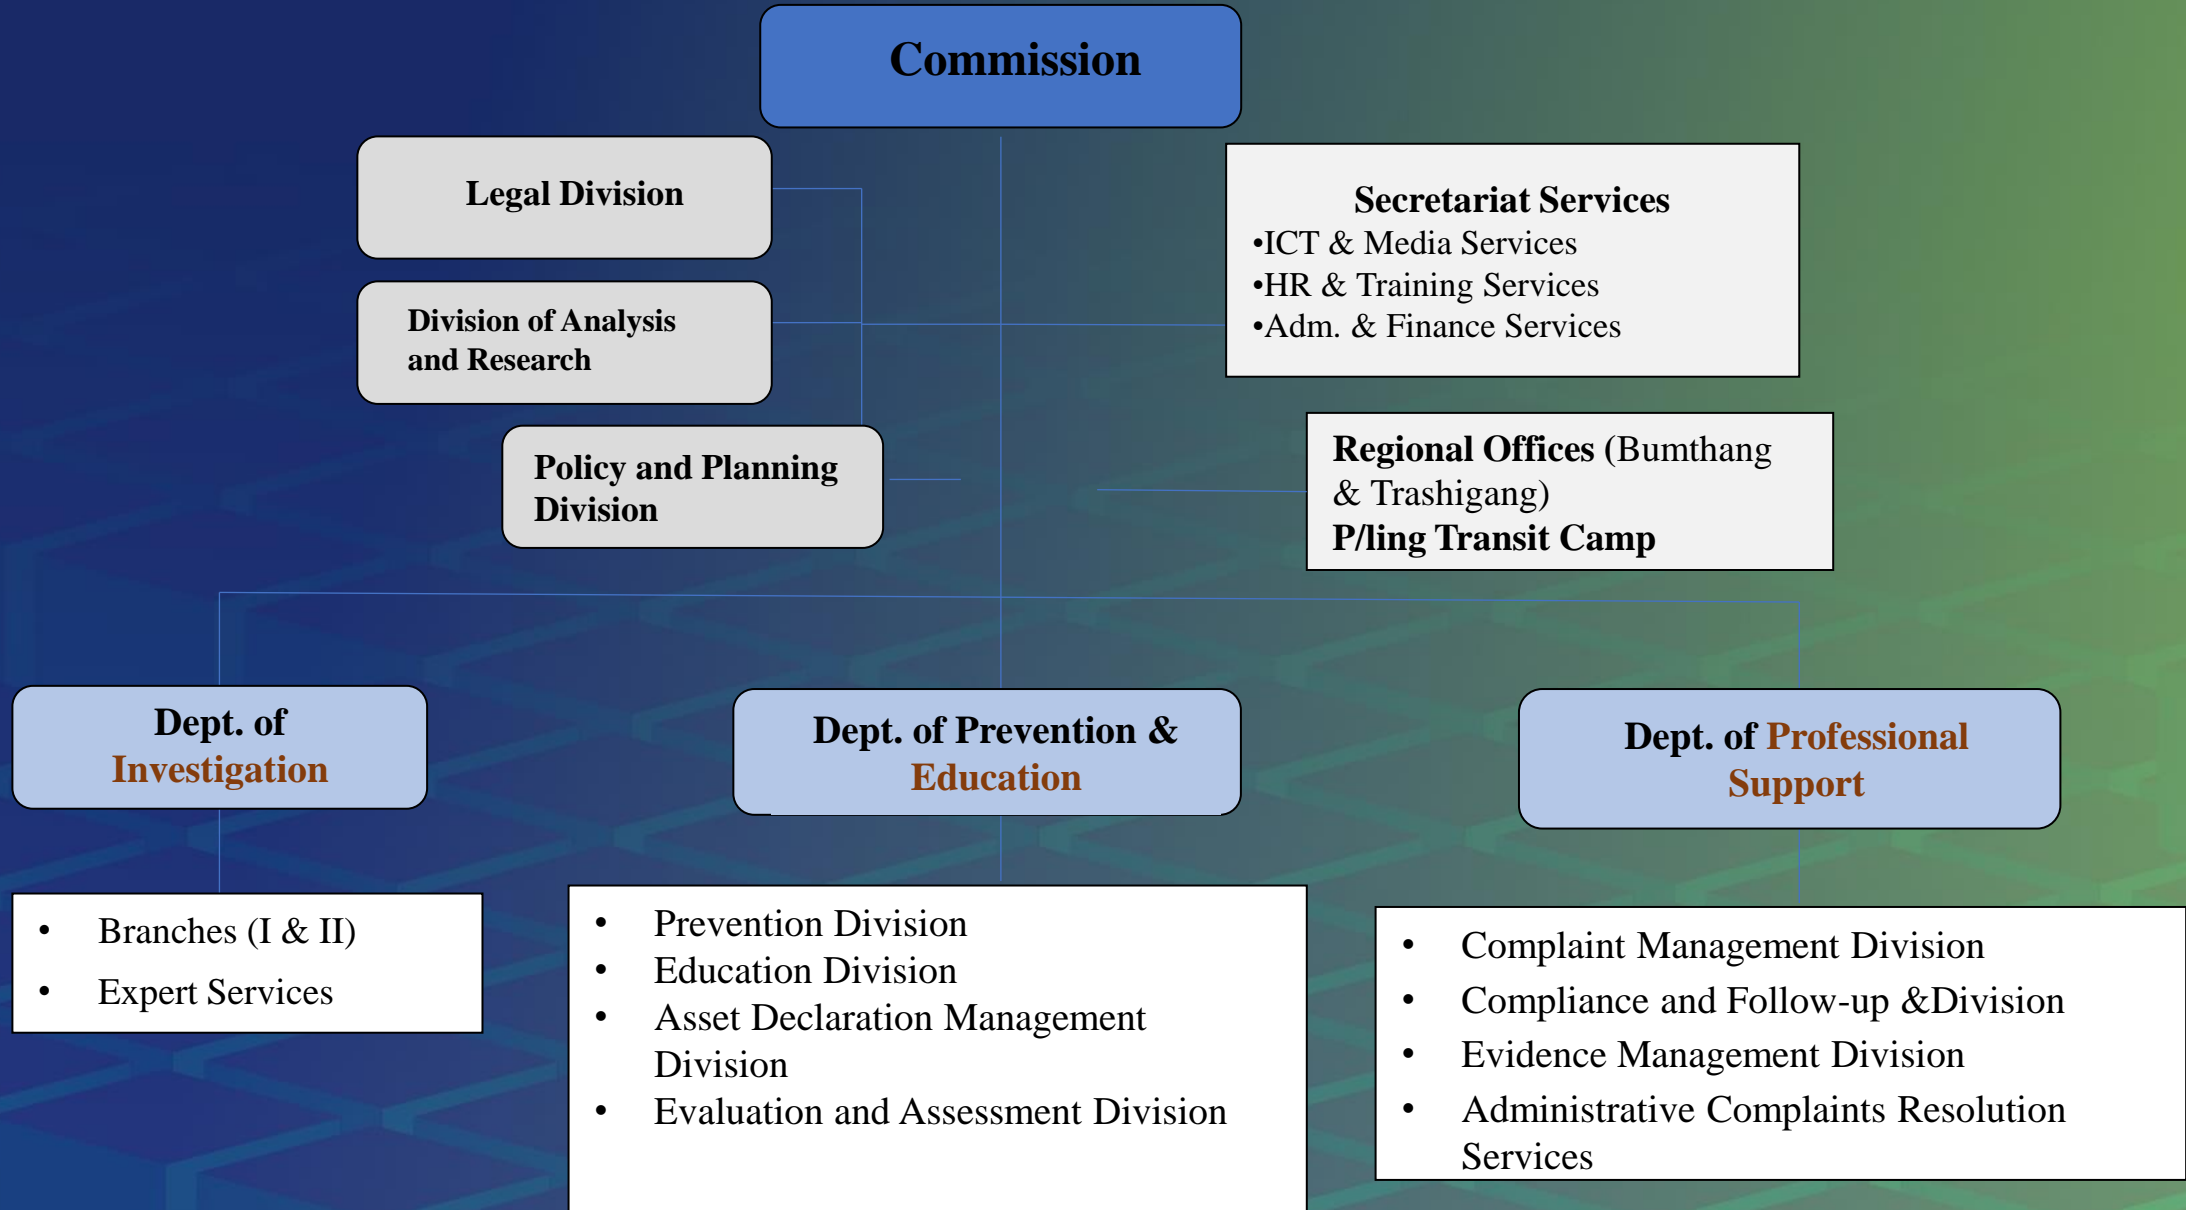 Commission
Legal Division
Division of Analysis
and Research
Policy and Planning
Division
Secretariat Services
•ICT & Media Services
•HR & Training Services
•Adm. & Finance Services
Regional Offices (Bumthang
& Trashigang)
P/ling Transit Camp
Dept. of
Investigation
• Branches (I & II)
• Expert Services
Dept. of Prevention &
Education
• Prevention Division
• Education Division
• Asset Declaration Management
Division
• Evaluation and Assessment Division
Dept. of Professional
Support
• Complaint Management Division
• Compliance and Follow-up &Division
• Evidence Management Division
• Administrative Complaints Resolution
Services